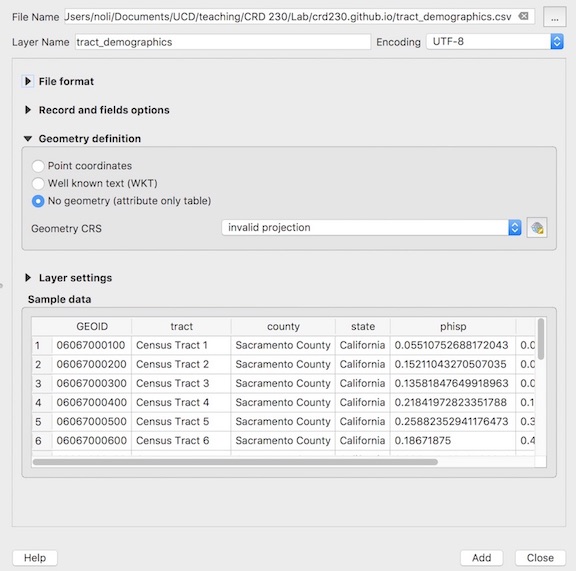 File Name Jsers/noli/Documents/UCD/teaching/CRD 230/Lab/crd230.github.io/tract_demographics.csv ...
Layer Name tract_demographics Encoding UTF-8
File format
Record and fields options
Geometry definition
Point coordinates
Well known text (WKT)
No geometry (attribute only table)
Geometry CRS invalid projection
Layer settings
Sample data
GEOID tract county state phisp
1 06067000100 Census Tract 1 Sacramento County California 0.05510752688172043 0.0
2 06067000200 Census Tract 2 Sacramento County California 0.15211043270507035 0.0
3 06067000300 Census Tract 3 Sacramento County California 0.13581847649918963 0.0
4 06067000400 Census Tract 4 Sacramento County California 0.21841972823351788 0.1
5 06067000500 Census Tract 5 Sacramento County California 0.25882352941176473 0.3
6 06067000600 Census Tract 6 Sacramento County California 0.18671875 0.4
Help Add Close